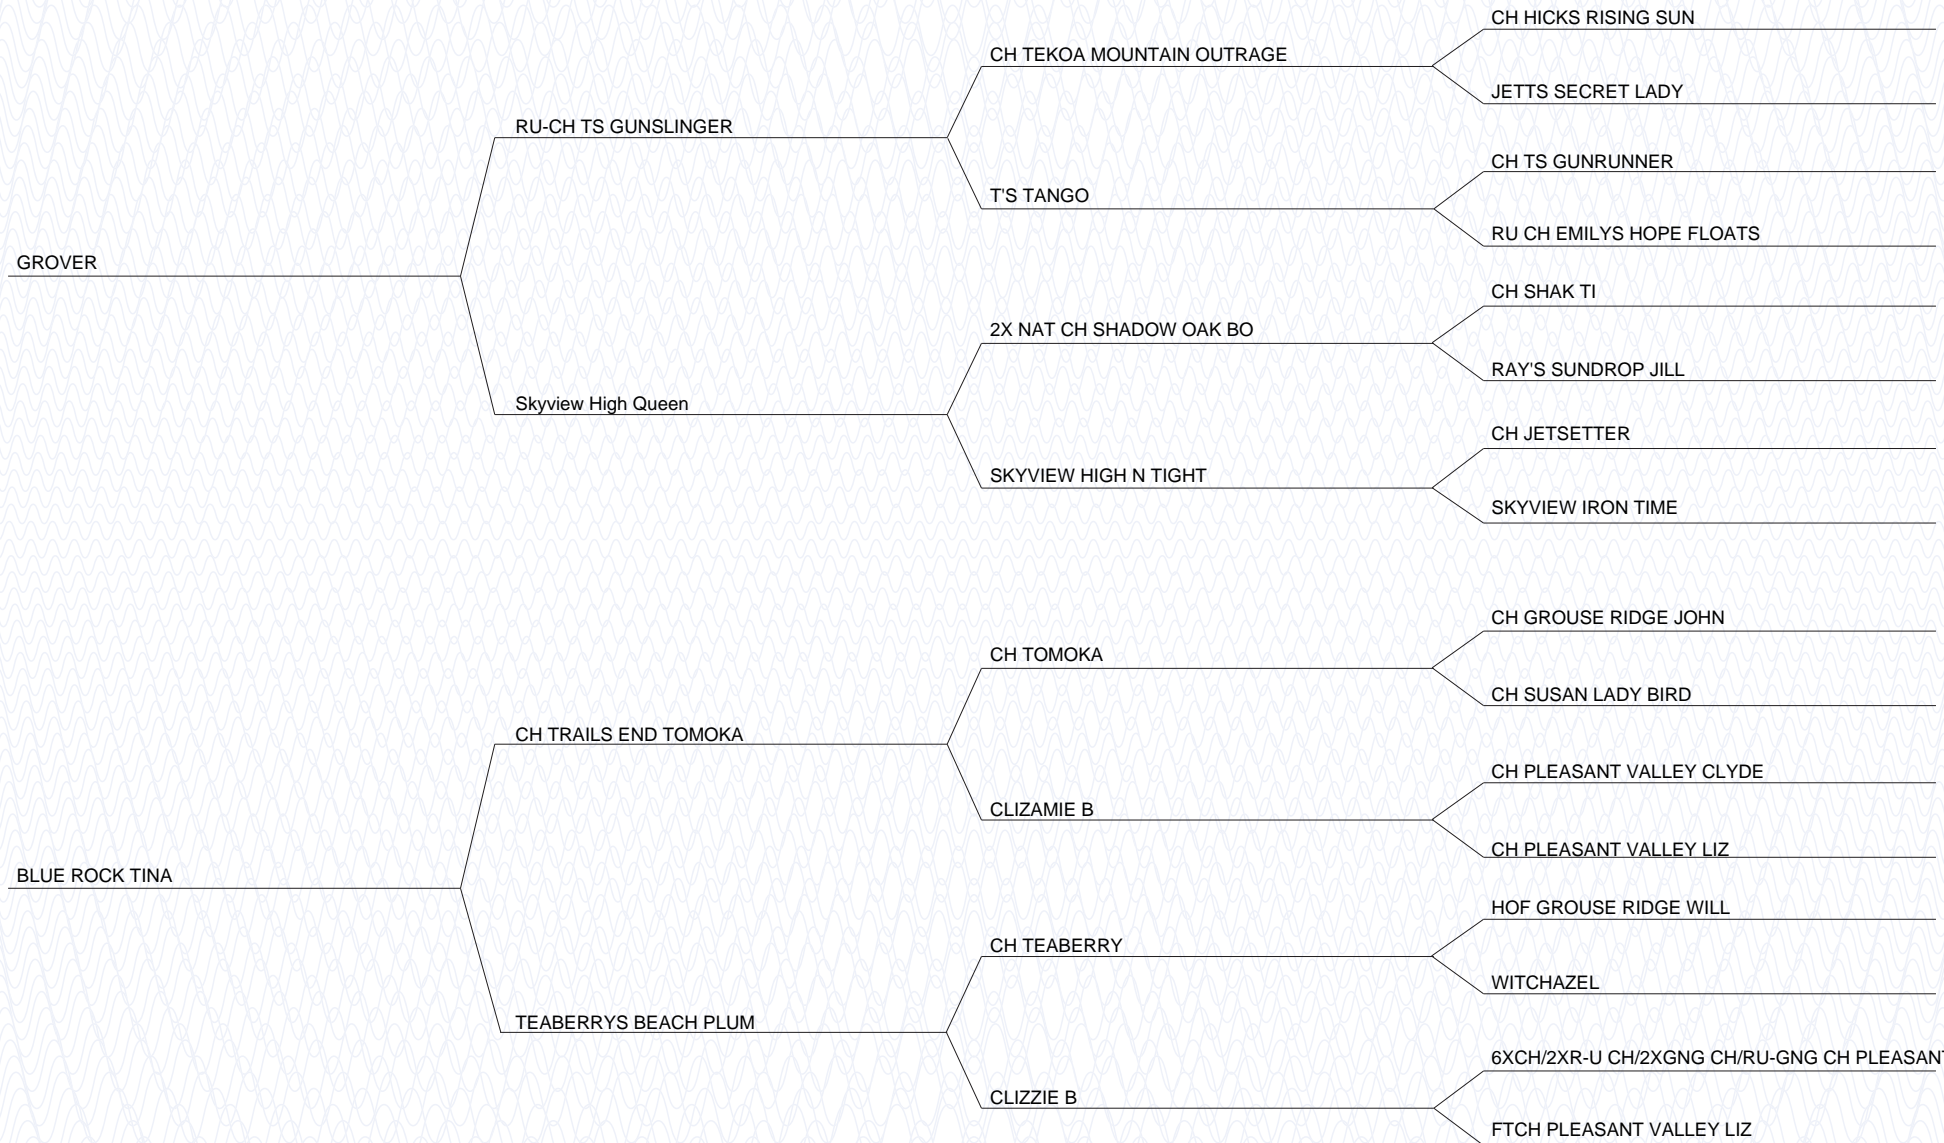 CH HICKS RISING SUN
CH TEKOA MOUNTAIN OUTRAGE
JETTS SECRET LADY
RU-CH TS GUNSLINGER
CH TS GUNRUNNER
T'S TANGO
RU CH EMILYS HOPE FLOATS
GROVER
CH SHAK TI
2X NAT CH SHADOW OAK BO
RAY'S SUNDROP JILL
Skyview High Queen
CH JETSETTER
SKYVIEW HIGH N TIGHT
SKYVIEW IRON TIME
CH GROUSE RIDGE JOHN
CH TOMOKA
CH SUSAN LADY BIRD
CH TRAILS END TOMOKA
CH PLEASANT VALLEY CLYDE
CLIZAMIE B
CH PLEASANT VALLEY LIZ
BLUE ROCK TINA
HOF GROUSE RIDGE WILL
CH TEABERRY
WITCHAZEL
TEABERRYS BEACH PLUM
6XCH/2XR-U CH/2XGNG CH/RU-GNG CH PLEASANT
CLIZZIE B
FTCH PLEASANT VALLEY LIZ